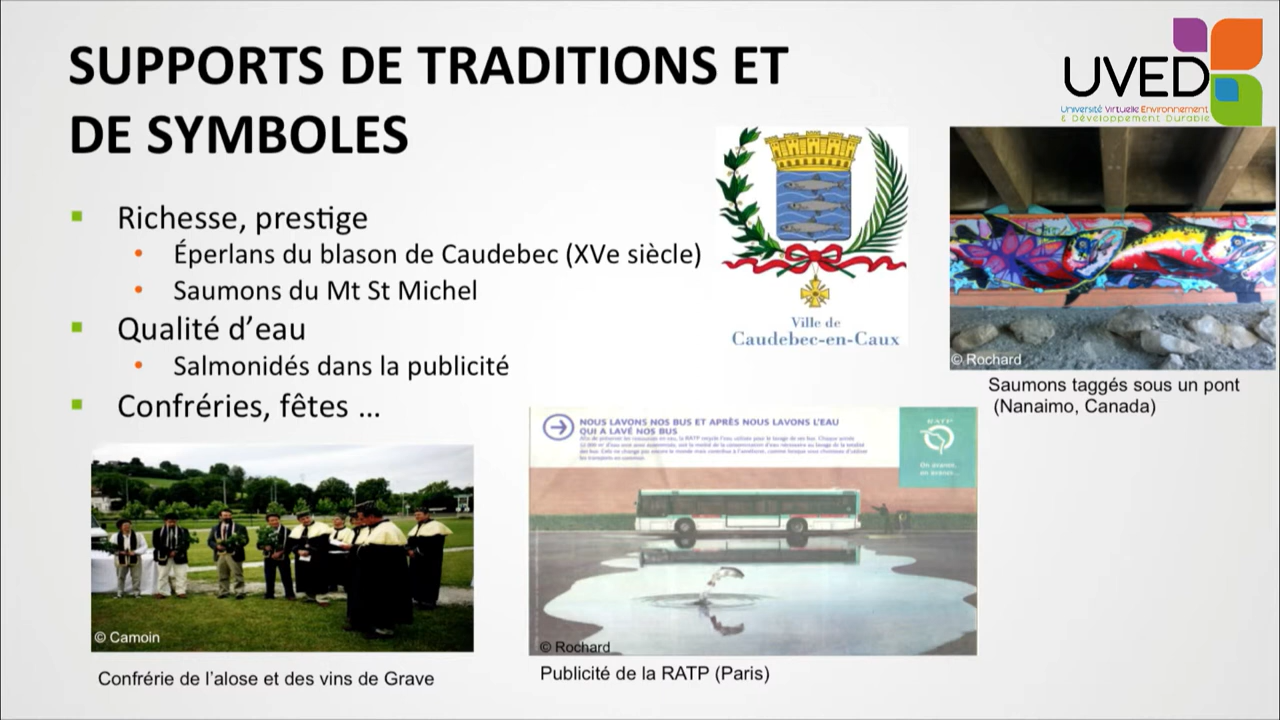 SUPPORTS DE TRADITIONS ET
DE SYMBOLES
UVED
Université Virtuelle Environnement
& Développement Durable
Richesse, prestige
Éperlans du blason de Caudebec (XVe siècle)
Saumons du Mt St Michel
Qualité d’eau
Salmonidés dans la publicité
Confréries, fêtes ...
Ville de
Caudebec-en-Caux
© Rochard
Saumons taggés sous un pont
(Nanaimo, Canada)
© Camoin
Confrérie de l’alose et des vins de Grave
NOUS LAVONS NOS BUS ET APRÈS NOUS LAVONS L'EAU
QUI A LAVÉ NOS BUS
RATP
© Rochard
Publicité de la RATP (Paris)